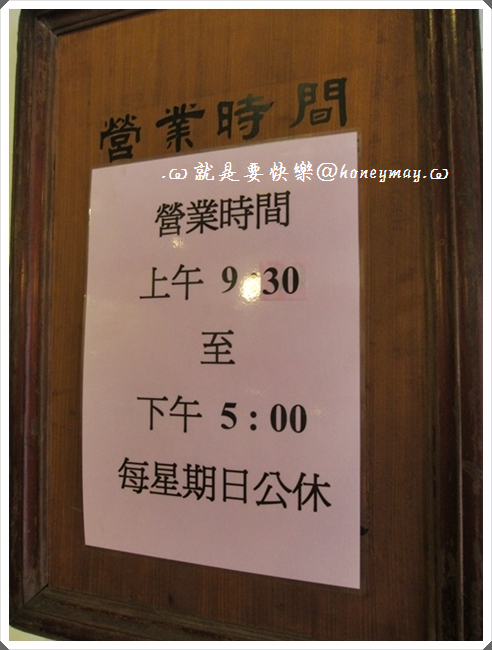 營業時間
.ω就是要快樂@honeymay.ω
營業時間
上午 9:30
至
下午 5:00
每星期日公休